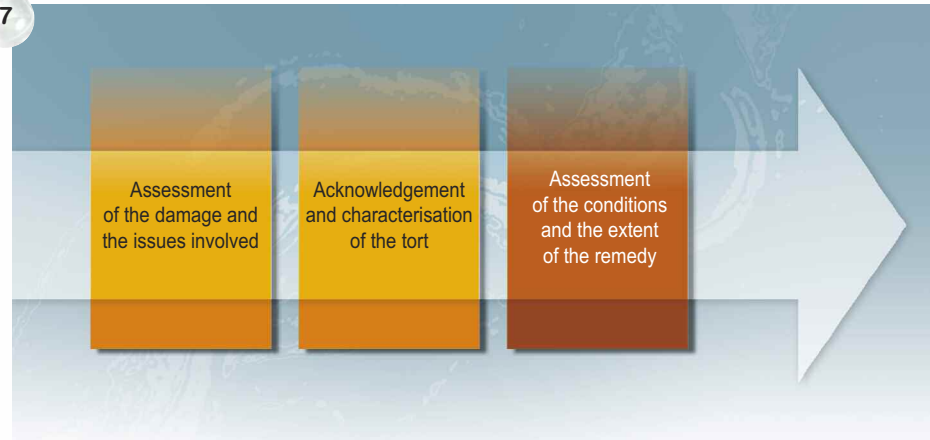 7
Assessment
of the damage and
the issues involved
Acknowledgement
and characterisation
of the tort
Assessment
of the conditions
and the extent
of the remedy